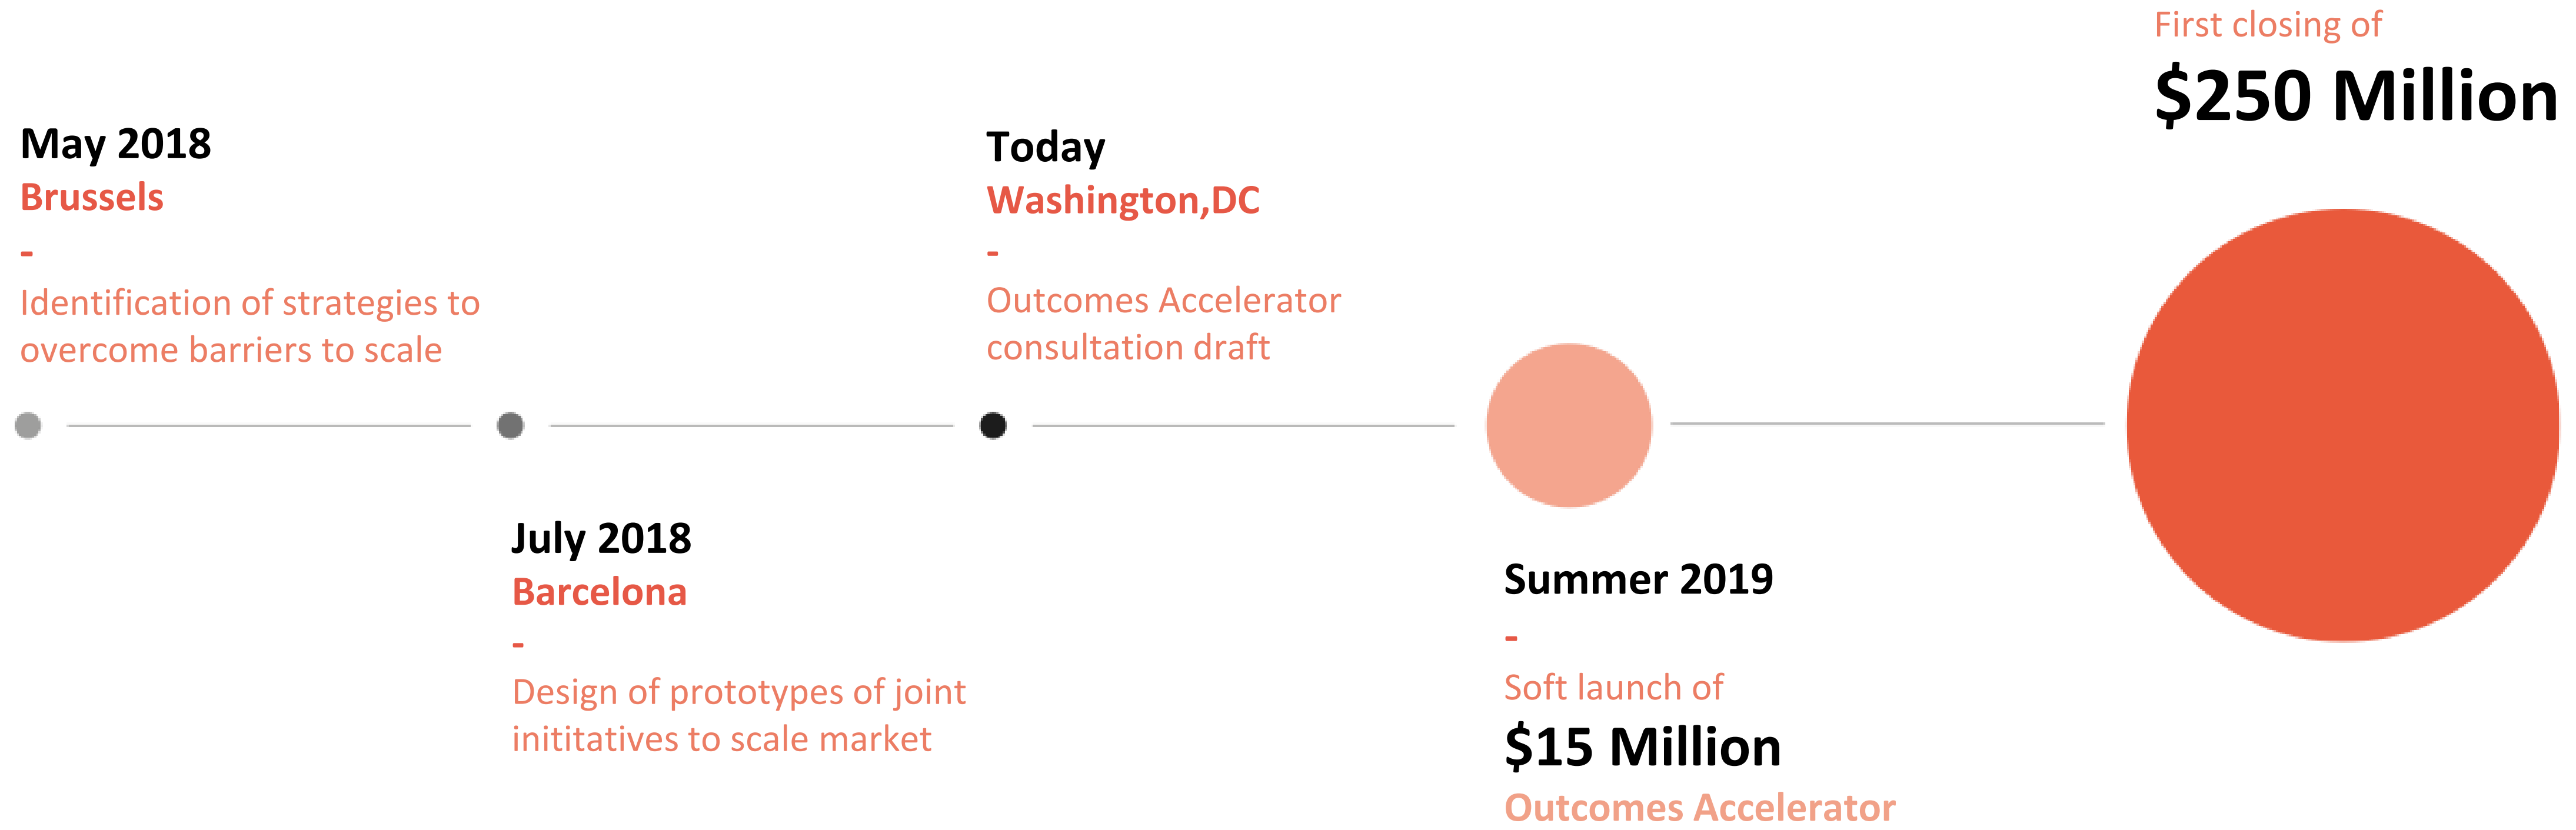 May 2018
Brussels
-
Identification of strategies to
overcome barriers to scale
July 2018
Barcelona
-
Design of prototypes of joint
inititatives to scale market
Today
Washington,DC
-
Outcomes Accelerator
consultation draft
Summer 2019
-
Soft launch of
$15 Million
Outcomes Accelerator
First closing of
$250 Million